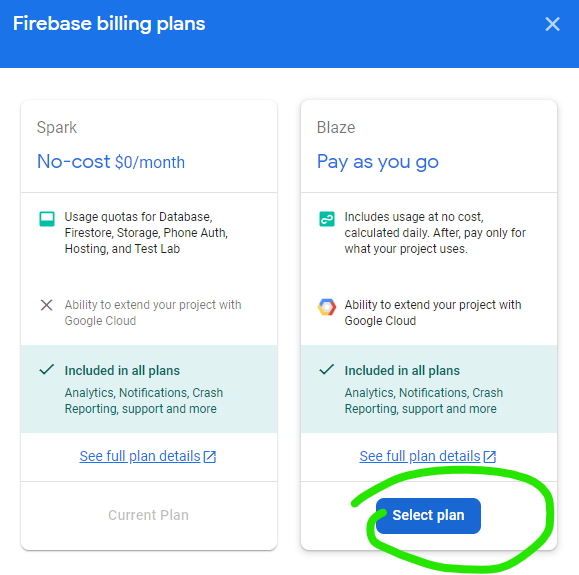 Firebase billing plans
Spark
No-cost $0/month
Usage quotas for Database,
Firestore, Storage, Phone Auth,
Hosting, and Test Lab
Ability to extend your project with
Google Cloud
Included in all plans
Analytics, Notifications, Crash
Reporting, support and more
See full plan details
Current Plan
Blaze
Pay as you go
Includes usage at no cost,
calculated daily. After, pay only for
what your project uses.
Ability to extend your project with
Google Cloud
Included in all plans
Analytics, Notifications, Crash
Reporting, support and more
See full plan details
Select plan